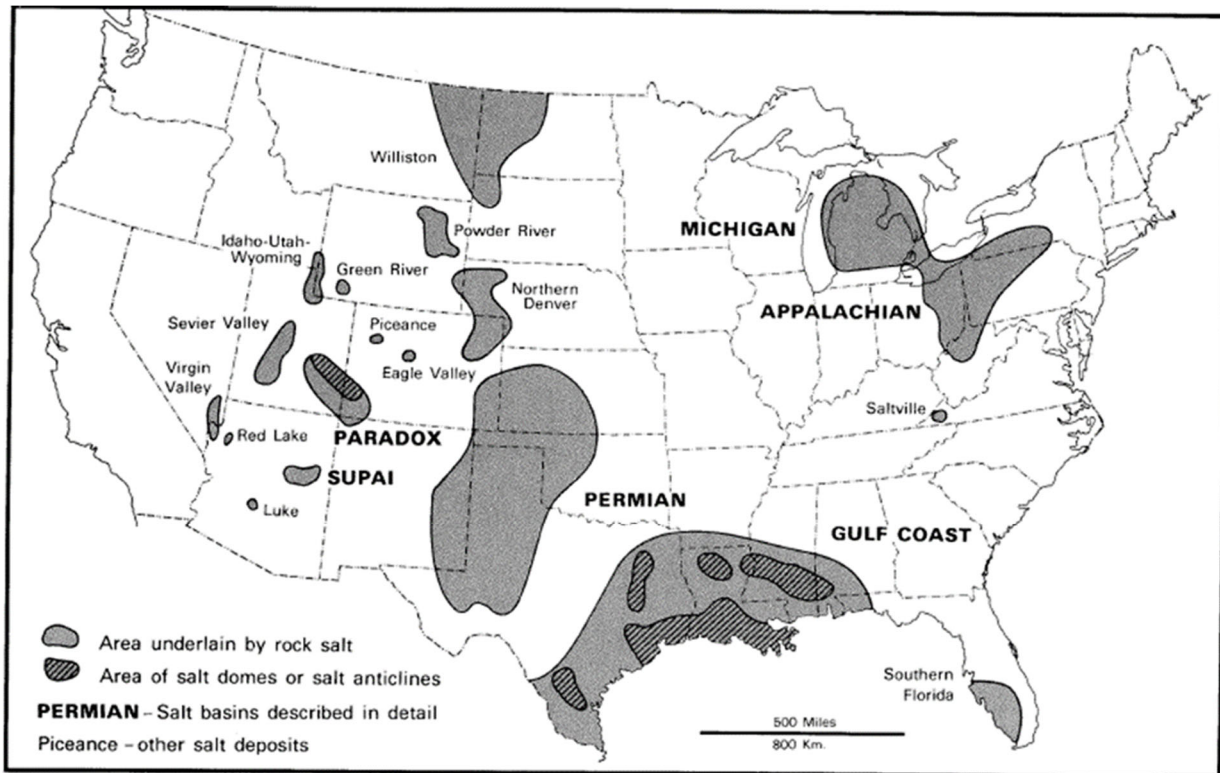 Williston
MICHIGAN
Powder River
Idaho-Utah-
Wyoming
Green River
Northern
Denver
APPALACHIAN
Sevier Valley
Piceance
Eagle Valley
Virgin
Valley
Saltville
Red Lake
PARADOX
SUPAI
PERMIAN
Luke
GULF COAST
Area underlain by rock salt
Area of salt domes or salt anticlines
PERMIAN – Salt basins described in detail
Piceance – other salt deposits
Southern
Florida
500 Miles
800 Km.